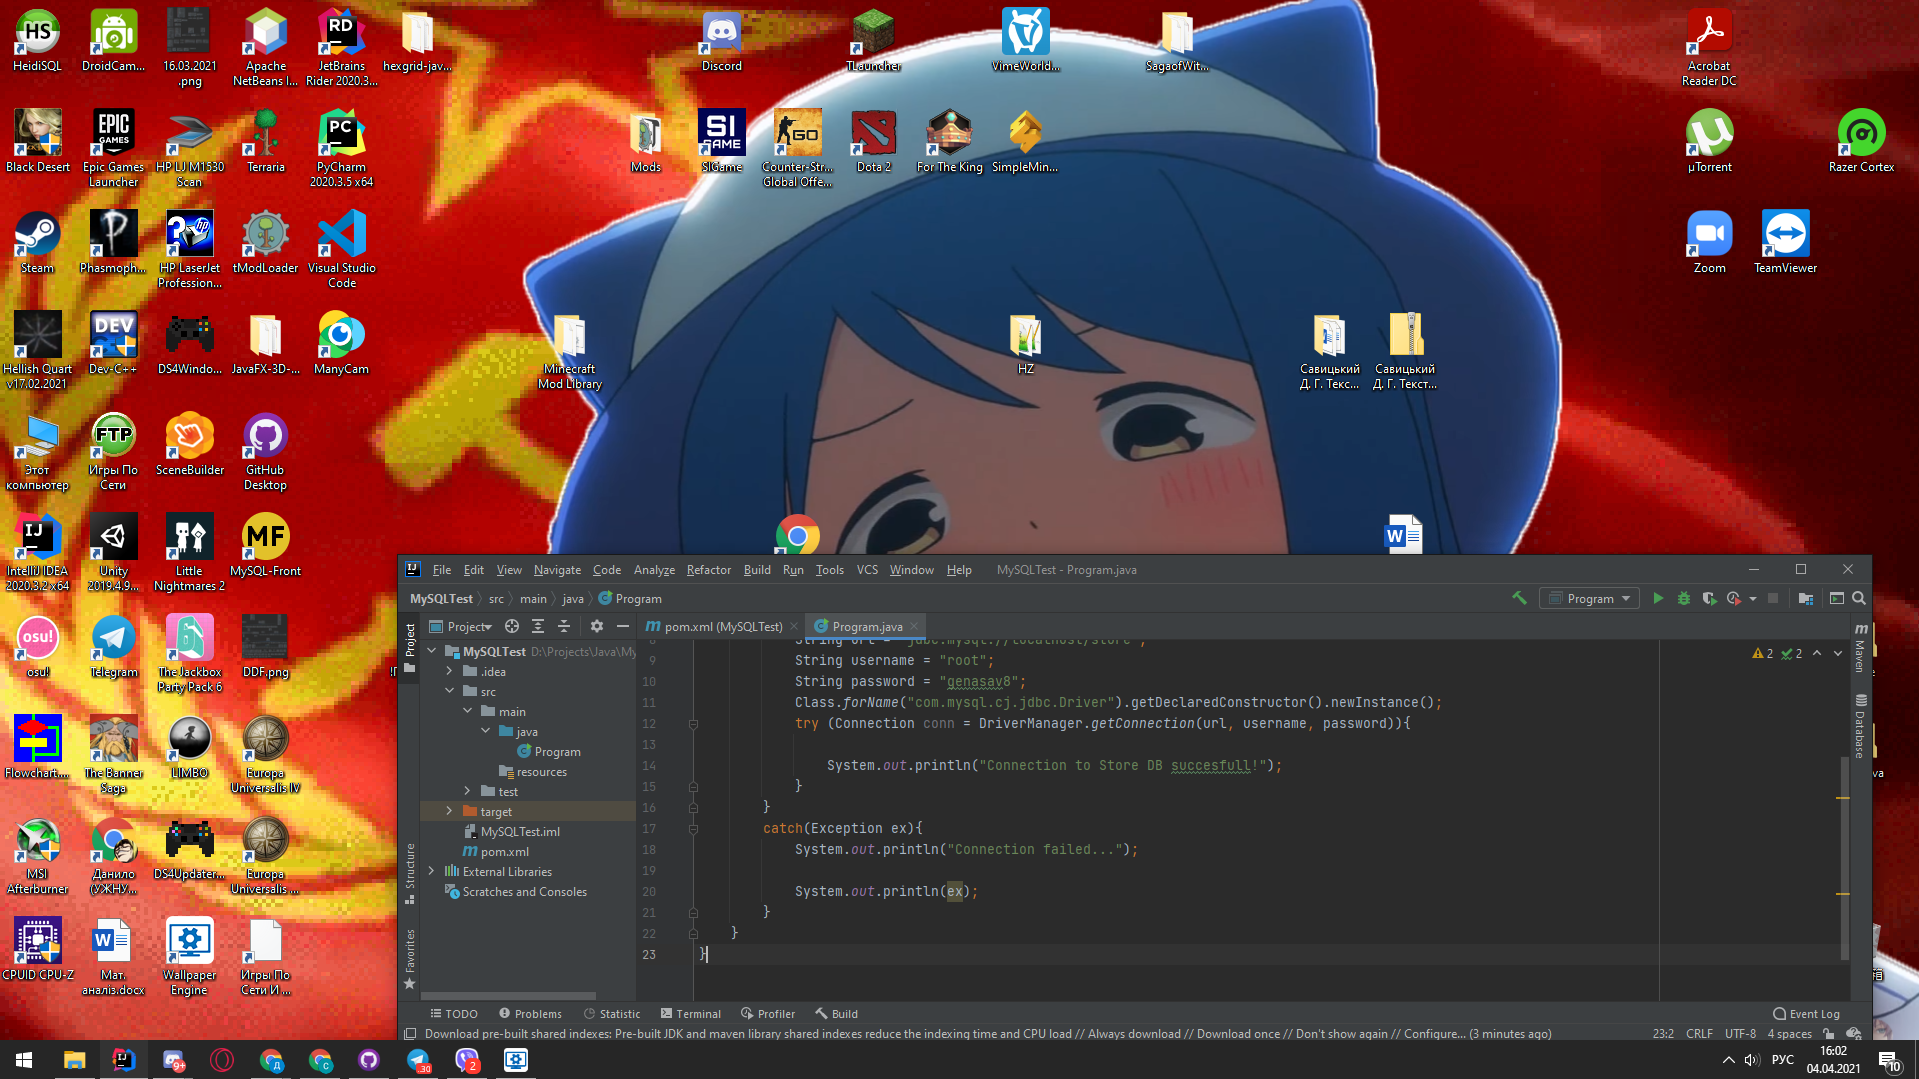 HeidiSQL
DroidCam...
16.03.2021
.png
Apache
NetBeans I...
JetBrains
Rider 2020.3...
hexgrid-jav...
Discord
TLauncher
VimeWorld...
SagaofWit...
Acrobat
Reader DC
Black Desert
Epic Games
Launcher
HP LJ M1530
Scan
Terraria
PyCharm
2020.3.5 x64
Mods
SIGame
Counter-Str...
Global Offe...
Dota 2
For The King
SimpleMin...
µTorrent
Razer Cortex
Steam
Phasmoph...
HP LaserJet
Profession...
tModLoader
Visual Studio
Code
Zoom
TeamViewer
Hellish Quart
v17.02.2021
Dev-C++
DS4Windo...
JavaFX-3D-...
ManyCam
Minecraft
Mod Library
HZ
Савицький
Д. Г. Текс...
Савицький
Д. Г. Текст...
Этот
компьютер
Игры По
Сети
SceneBuilder
GitHub
Desktop
IntelliJ IDEA
2020.3.2 x64
Unity
2019.4.9...
Little
Nightmares 2
MySQL-Front
osu!
Telegram
The Jackbox
Party Pack 6
DDF.png
Flowchart....
The Banner
Saga
LIMBO
Europa
Universalis IV
MSI
Afterburner
Данило
(УЖНУ...
DS4Updater...
Europa
Universalis ...
CPUID CPU-Z
Мат.
аналіз.docx
Wallpaper
Engine
Игры По
Сети И ...
File Edit View Navigate Code Analyze Refactor Build Run Tools VCS Window Help MySQLTest - Program.java
MySQLTest src main java Program
Program
Project
pom.xml (MySQLTest)
Program.java
MySQLTest D:\Projects\Java\My
.idea
src
main
java
Program
resources
test
target
MySQLTest.iml
pom.xml
External Libraries
Scratches and Consoles
8 String url = "jdbc:mysql://localhost/store";
9 String username = "root";
10 String password = "genasav8";
11 Class.forName("com.mysql.cj.jdbc.Driver").getDeclaredConstructor().newInstance();
12 try (Connection conn = DriverManager.getConnection(url, username, password)){
13
14 System.out.println("Connection to Store DB succesfull!");
15 }
16 }
17 catch(Exception ex){
18 System.out.println("Connection failed...");
19
20 System.out.println(ex);
21 }
22 }
23 }
2 2
Project
Structure
Favorites
Maven
Database
TODO Problems Statistic Terminal Profiler Build Event Log
Download pre-built shared indexes: Pre-built JDK and maven library shared indexes reduce the indexing time and CPU load // Always download // Download once // Don't show again // Configure... (3 minutes ago)
23:2 CRLF UTF-8 4 spaces
9+
.30
2
РУС
16:02
04.04.2021
10